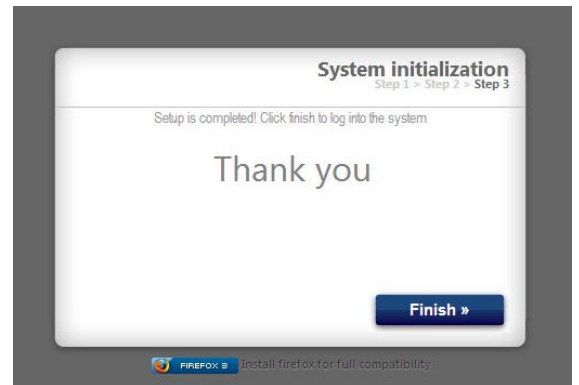 System initialization
Step 1 > Step 2 > Step 3
Setup is completed! Click finish to log into the system
Thank you
Finish »
FIREFOX 3 Install firefox for full compatibility